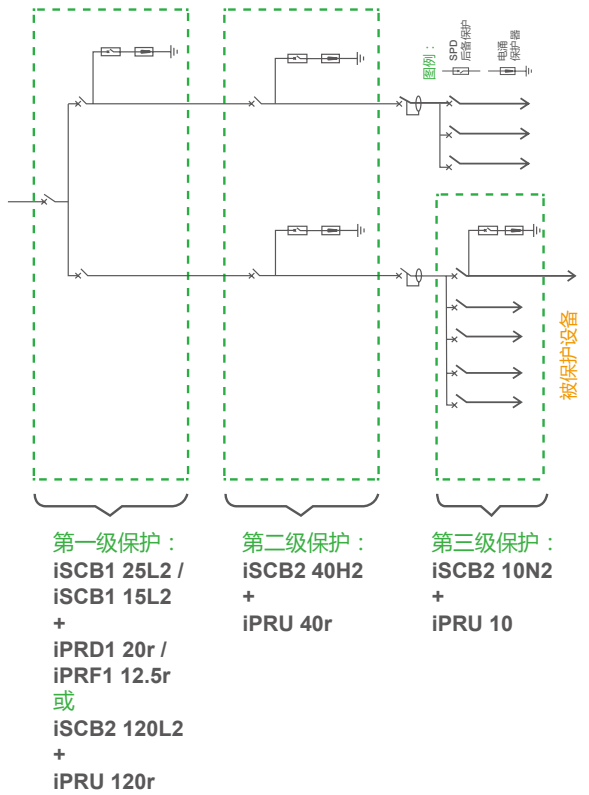 图例：
SPD
后备保护
电涌
保护器
被保护设备
第一级保护：
iSCB1 25L2 /
iSCB1 15L2
+
iPRD1 20r /
iPRF1 12.5r
或
iSCB2 120L2
+
iPRU 120r
第二级保护：
iSCB2 40H2
+
iPRU 40r
第三级保护：
iSCB2 10N2
+
iPRU 10